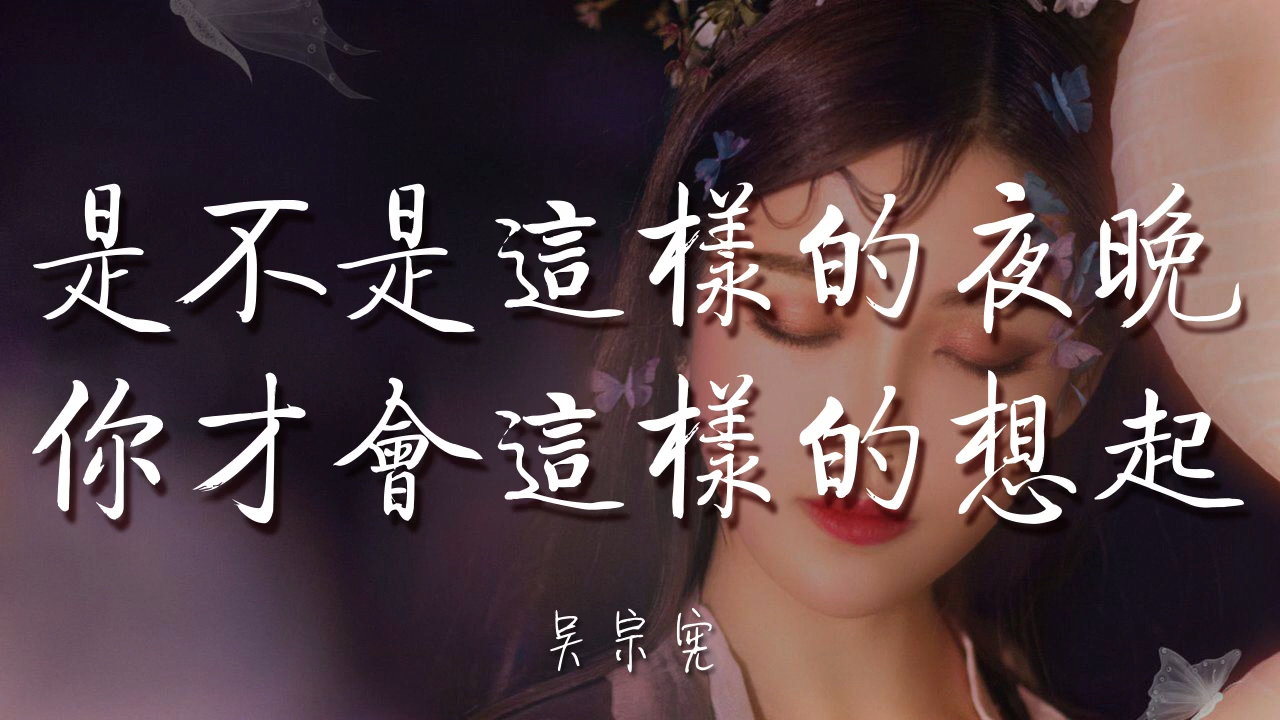 是不是這樣的夜晚
你才會這樣的想起
吴宗宪